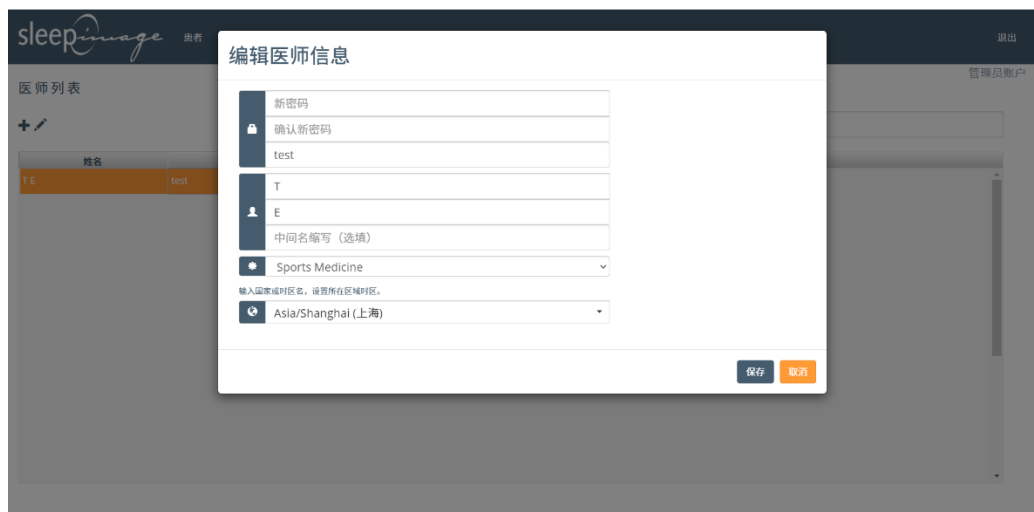 sleepimage
患者
退出
管理员账户
医师列表
姓名
T E
test
编辑医师信息
新密码
确认新密码
test
T
E
中间名缩写（选填）
Sports Medicine
输入国家或时区名，设置所在区域时区。
Asia/Shanghai (上海)
保存
取消